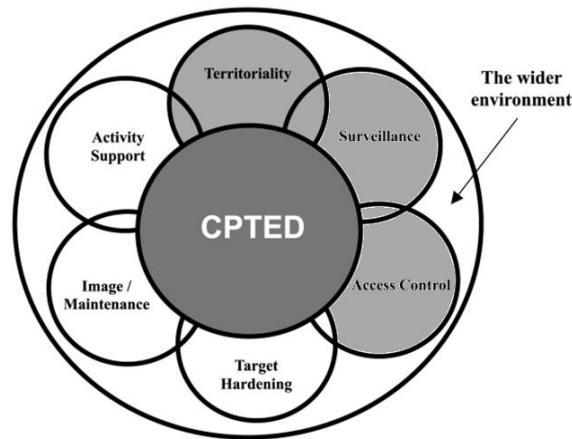 Territoriality
The wider
environment
Surveillance
Activity
Support
CPTED
Image /
Maintenance
Access Control
Target
Hardening